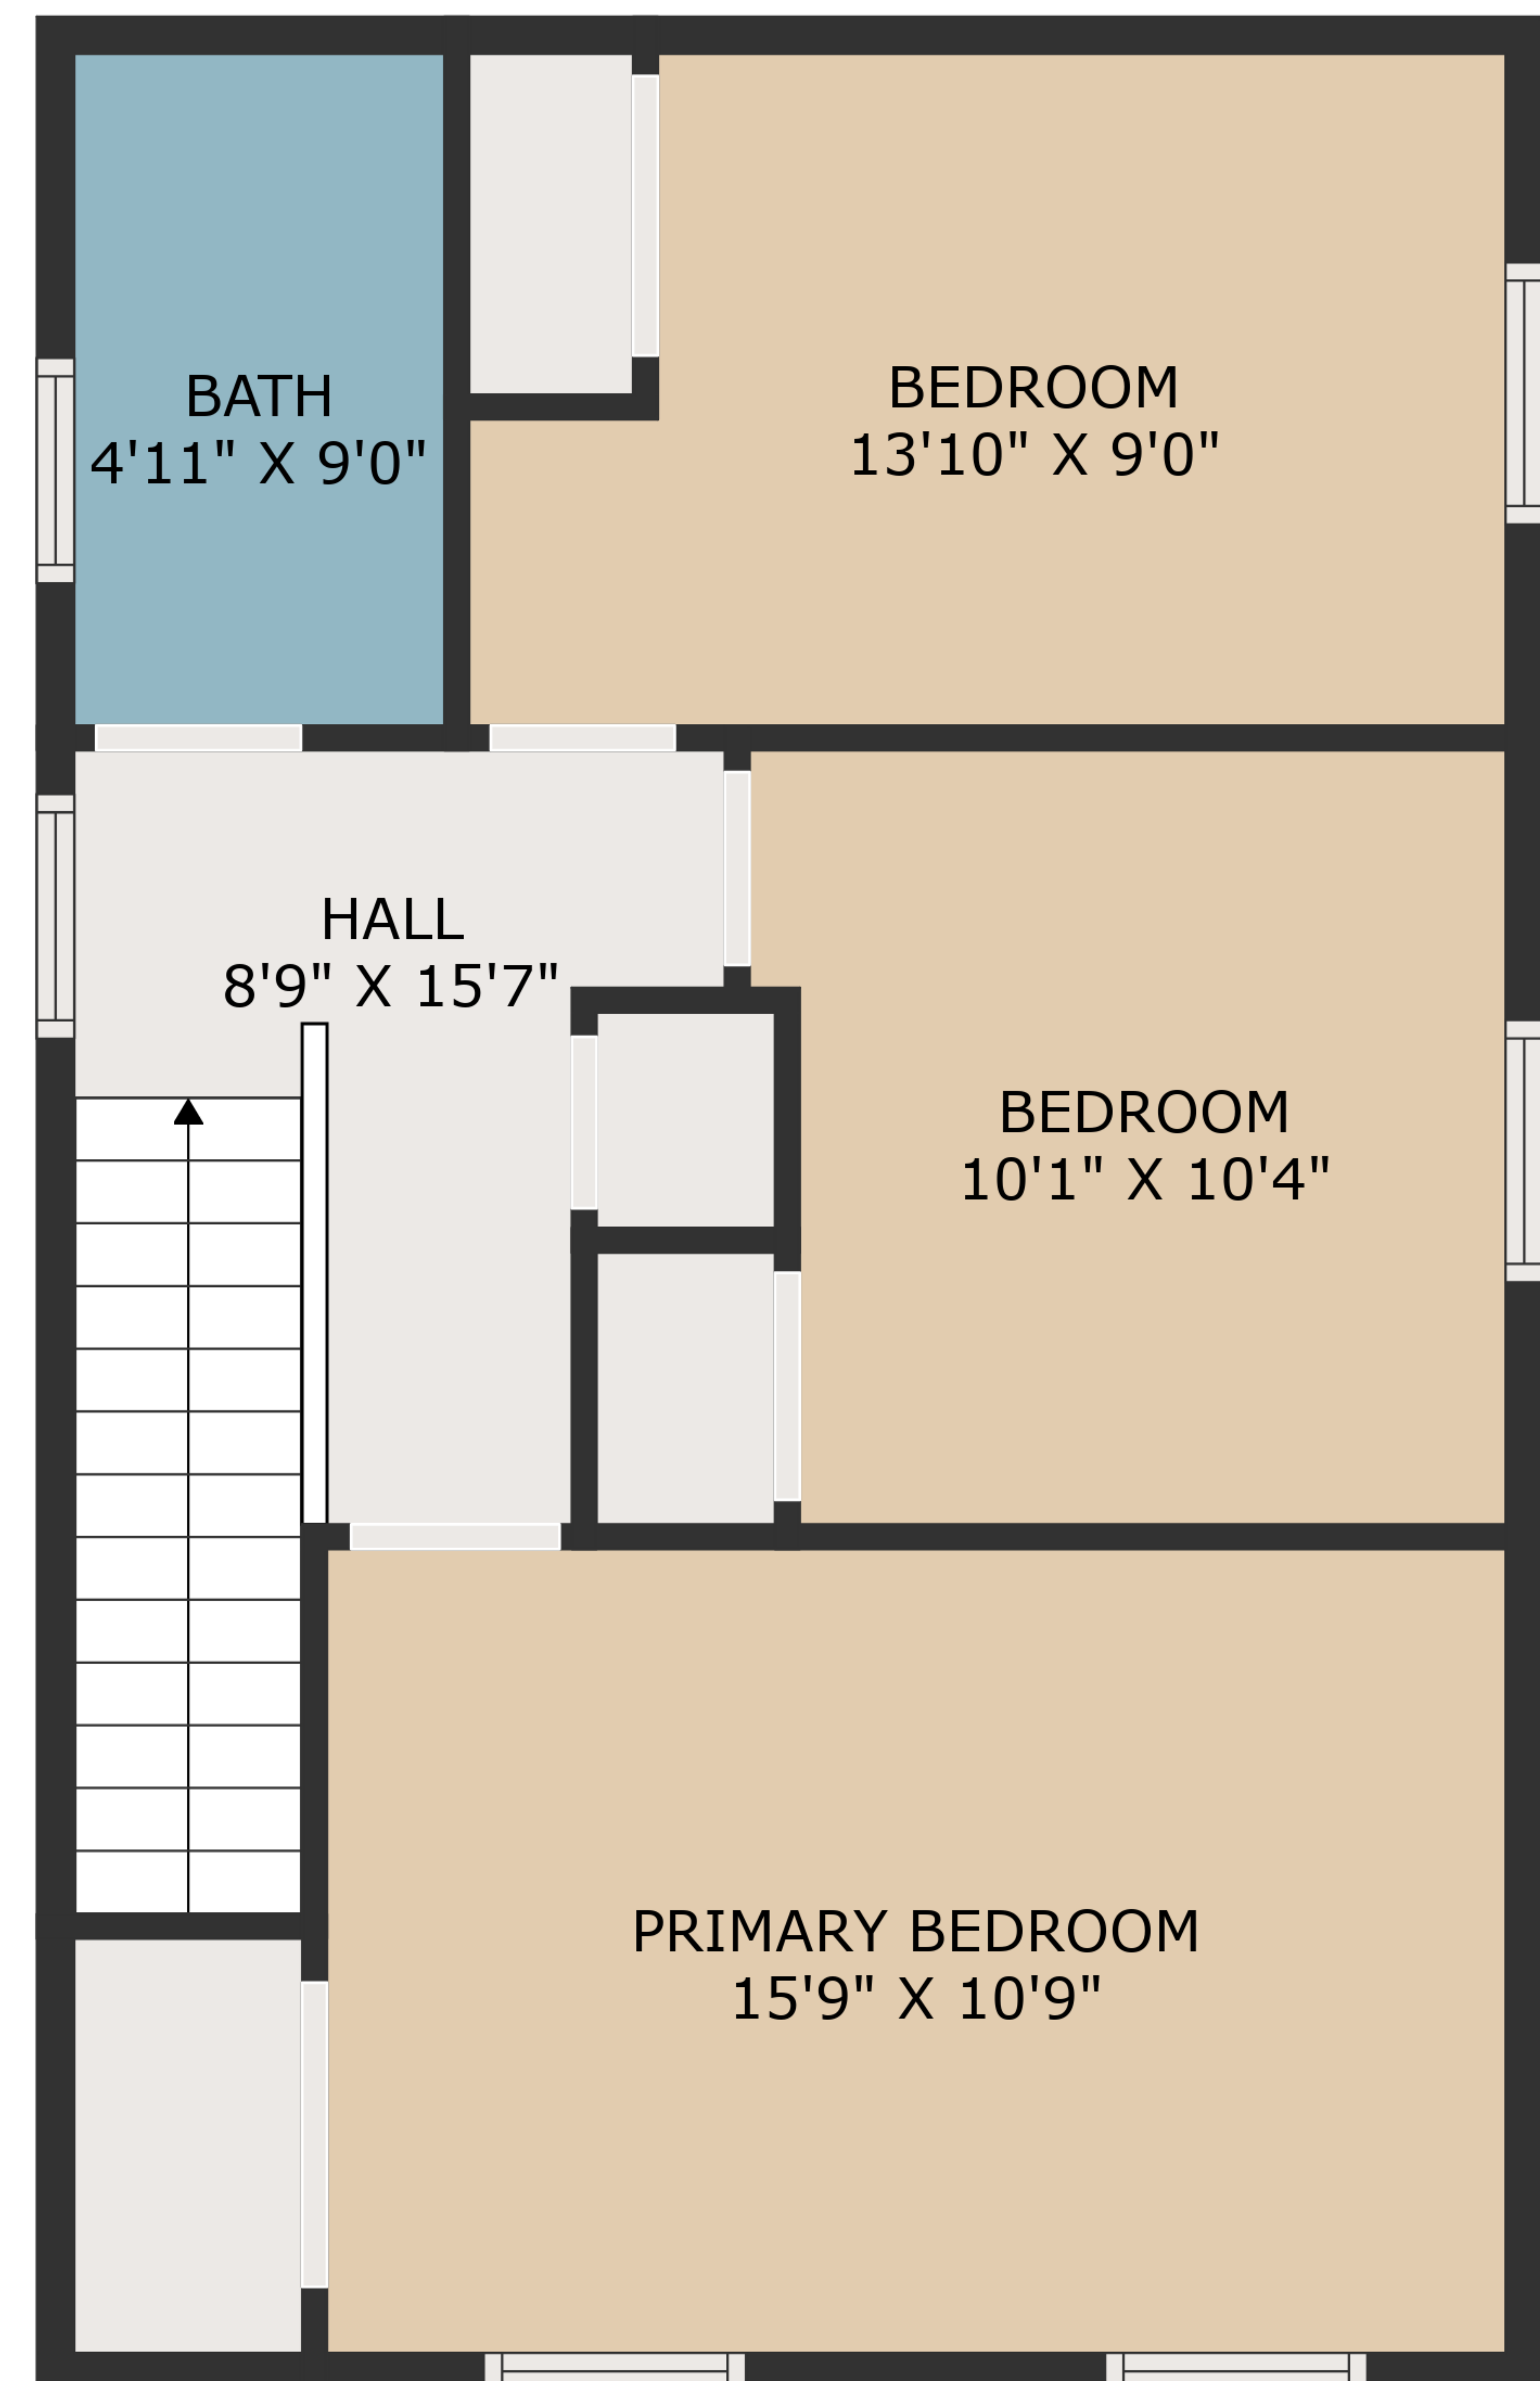 BATH
4'11" X 9'0"
BEDROOM
13'10" X 9'0"
HALL
8'9" X 15'7"
BEDROOM
10'1" X 10'4"
PRIMARY BEDROOM
15'9" X 10'9"